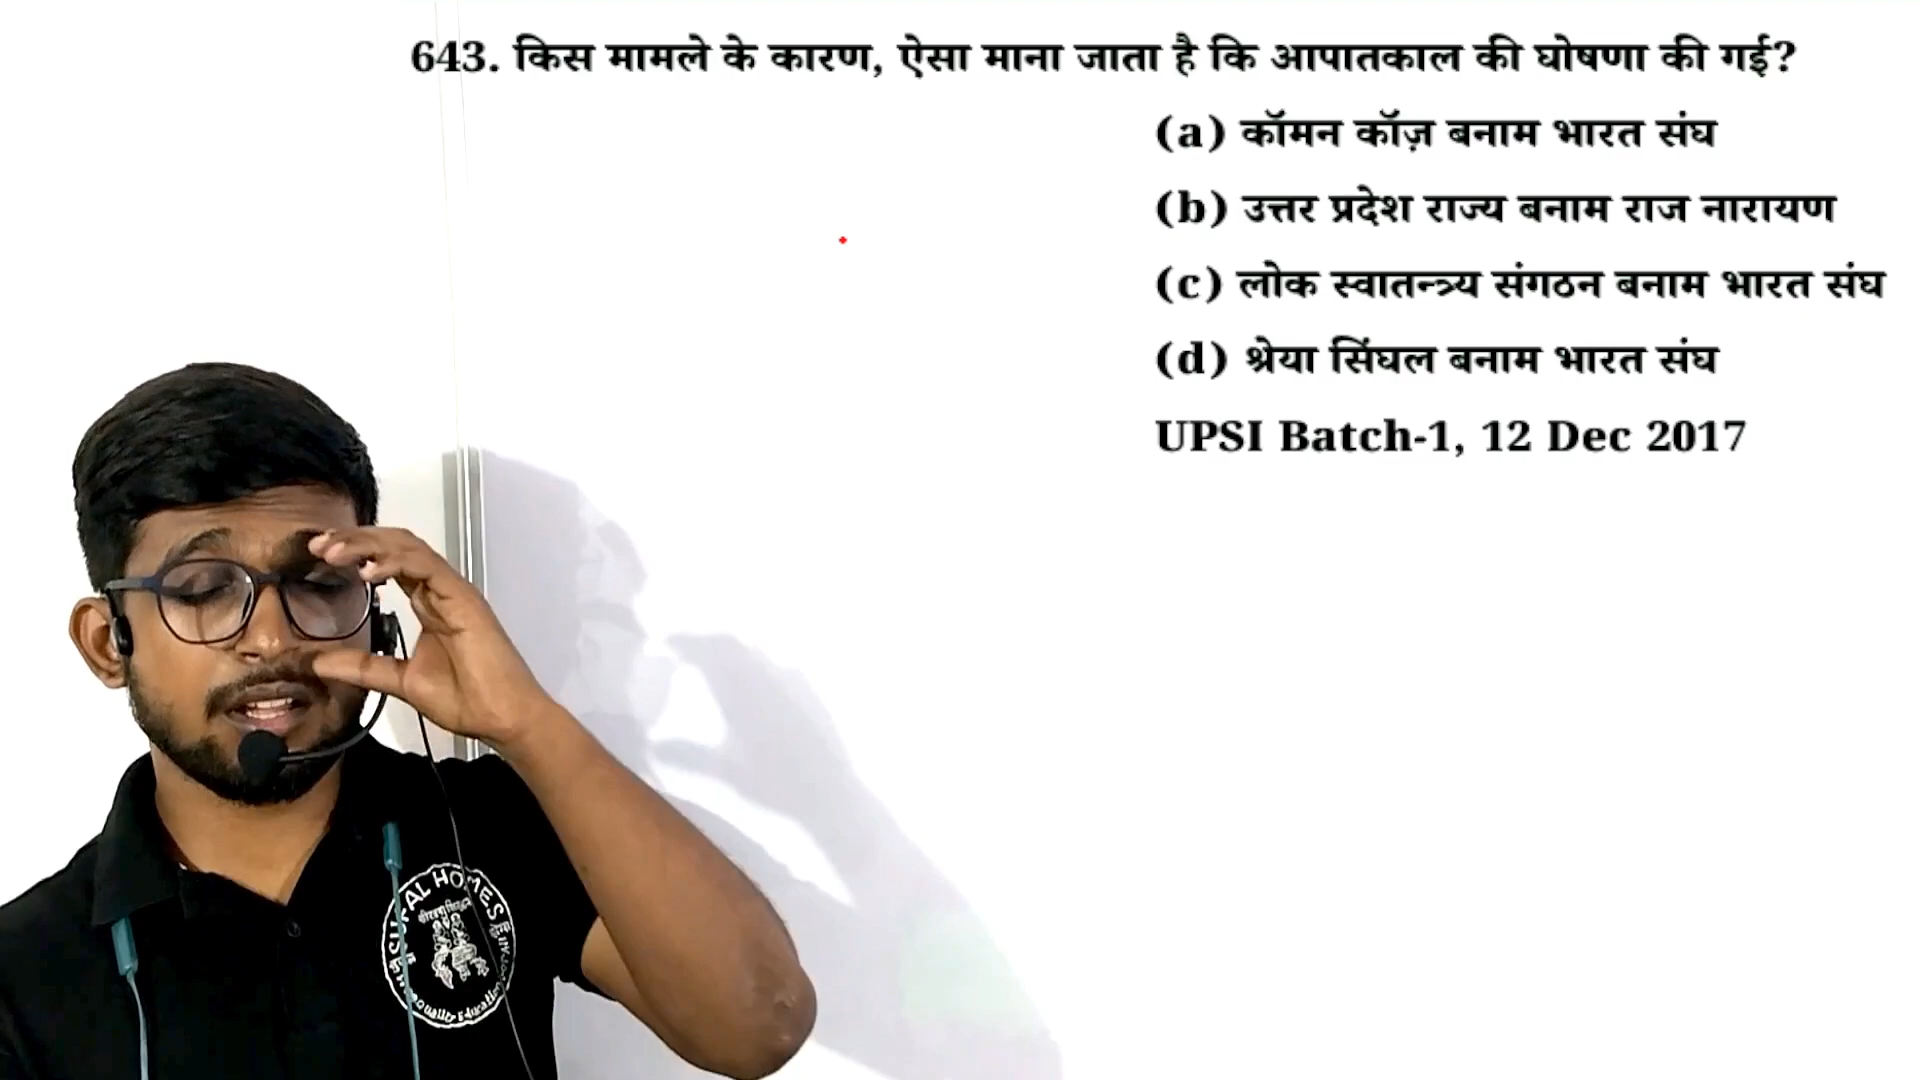 643. किस मामले के कारण, ऐसा माना जाता है कि आपातकाल की घोषणा की गई?
(a) कॉमन कॉज़ बनाम भारत संघ
(b) उत्तर प्रदेश राज्य बनाम राज नारायण
(c) लोक स्वातन्त्र्य संगठन बनाम भारत संघ
(d) श्रेया सिंघल बनाम भारत संघ
UPSI Batch-1, 12 Dec 2017
HOMES